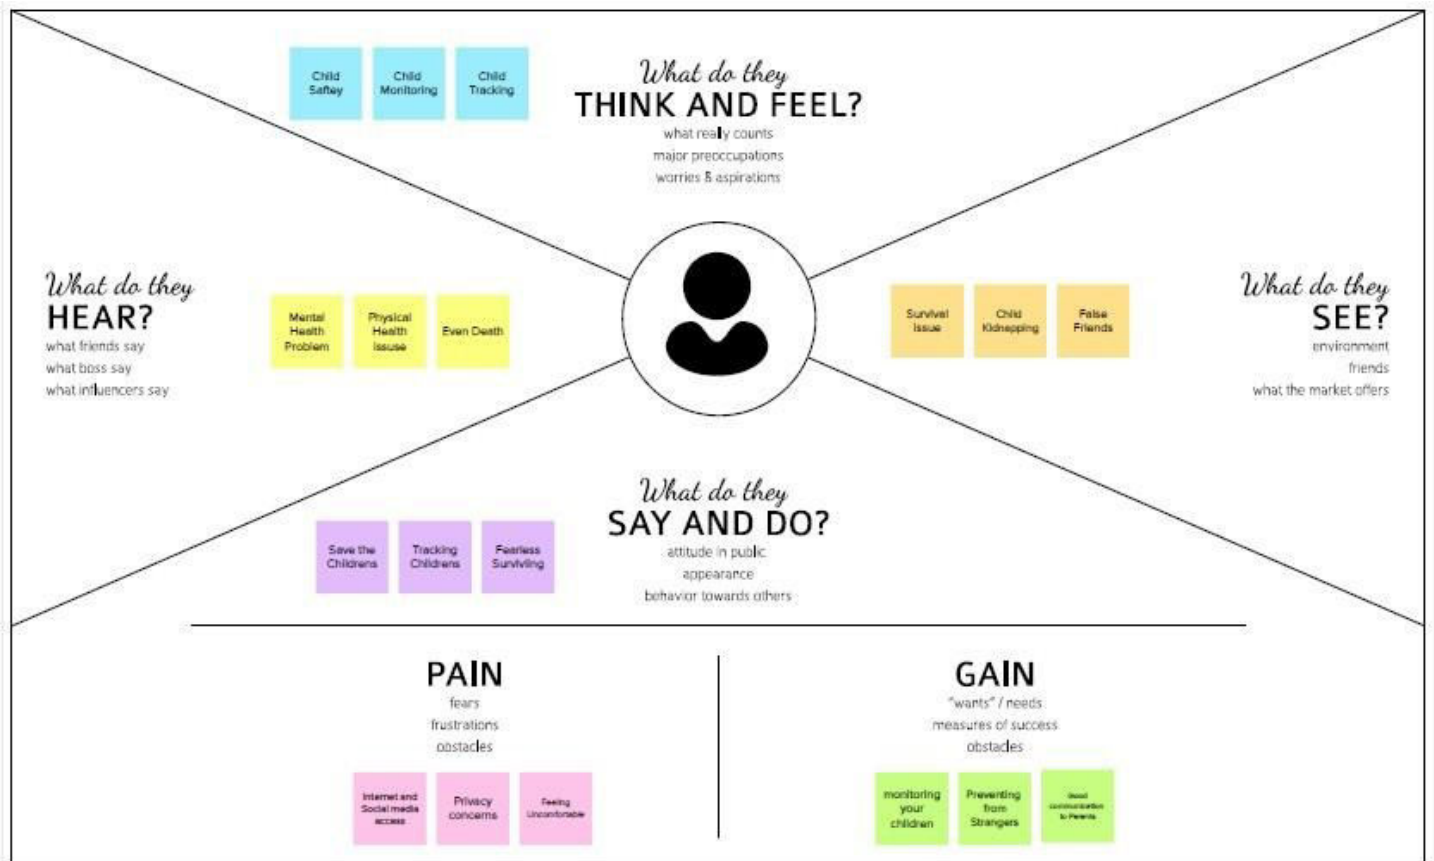 Child
Saftey
Child
Monitoring
Child
Tracking
What do they
THINK AND FEEL?
what really counts
major preoccupations
worries & aspirations
What do they
HEAR?
what friends say
what boss say
what influencers say
Mental
Health
Problem
Physical
Health
issuse
Even Death
Survival
issue
Child
Kidnapping
False
Friends
What do they
SEE?
environment
friends
what the market offers
What do they
SAY AND DO?
attitude in public
appearance
behavior towards others
Save the
Childrens
Tracking
Childrens
Fearless
Surviving
PAIN
fears
frustrations
obstacles
Internet and
Social media
access
Privacy
concerns
Feeling
Uncomfortable
GAIN
"wants" / needs
measures of success
obstacles
monitoring
your
children
Preventing
from
Strangers
Good
communication
to Parents